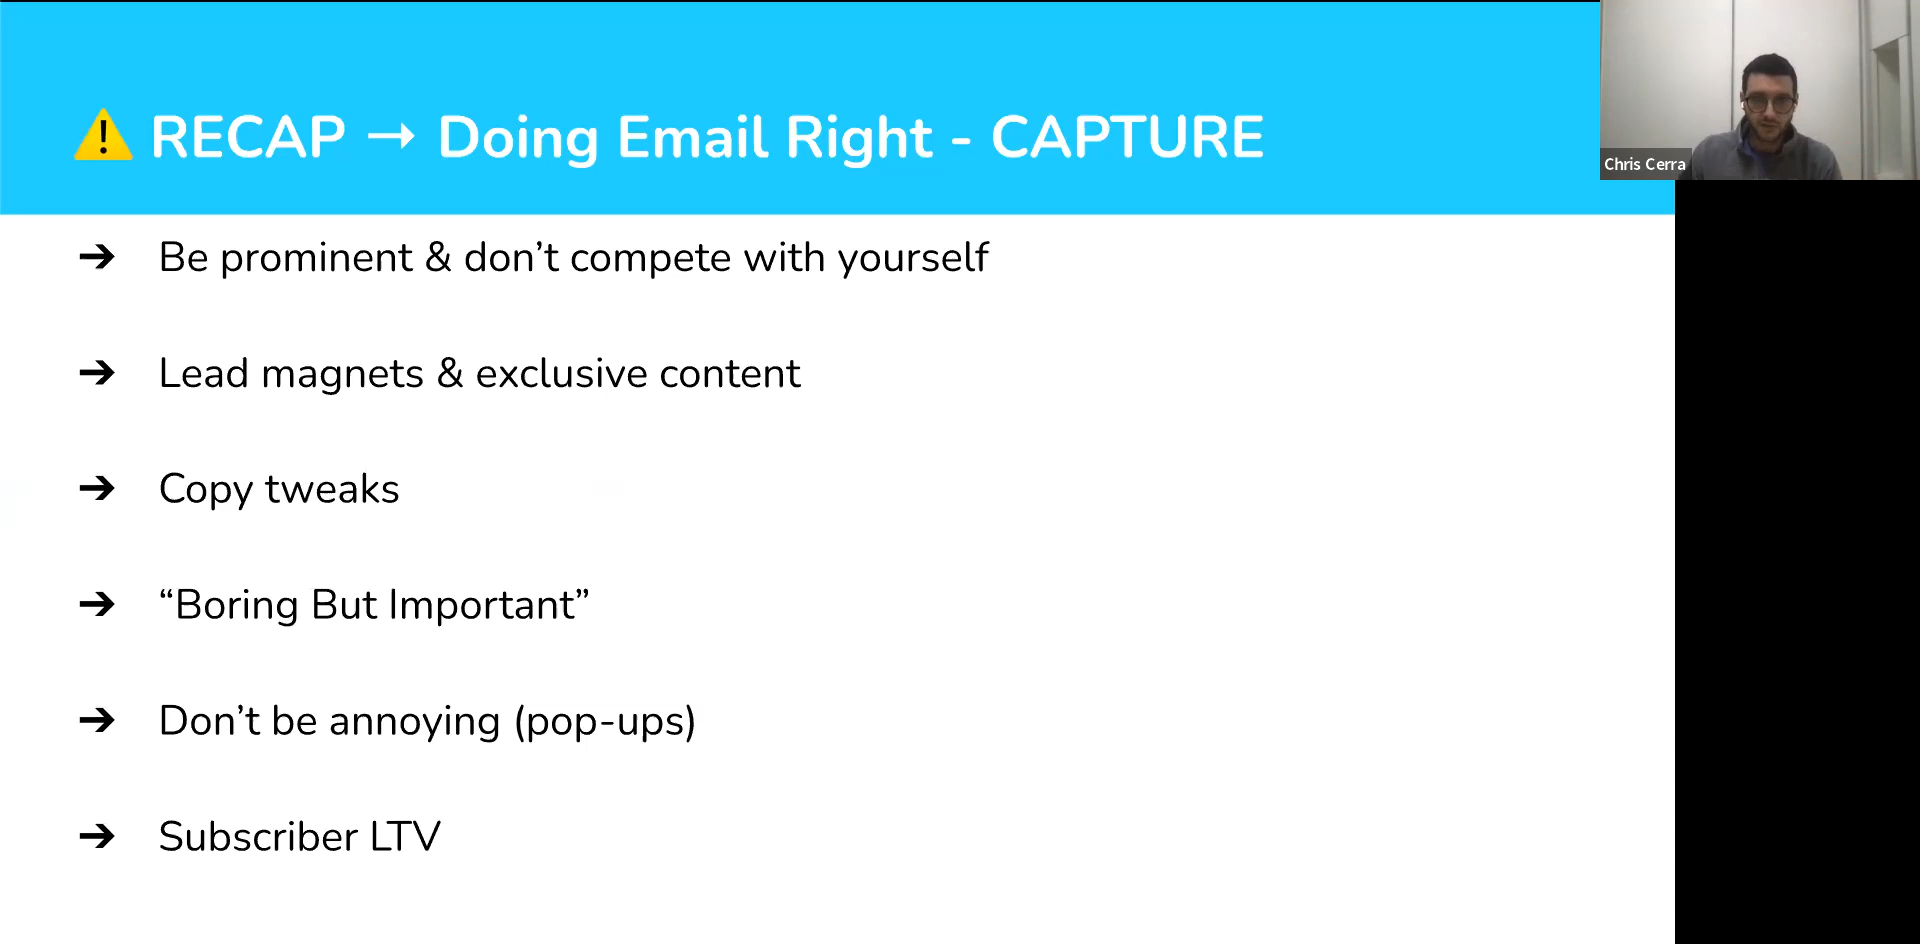 ⚠️ RECAP → Doing Email Right - CAPTURE
Chris Cerra
➔ Be prominent & don’t compete with yourself
➔ Lead magnets & exclusive content
➔ Copy tweaks
➔ “Boring But Important”
➔ Don’t be annoying (pop-ups)
➔ Subscriber LTV